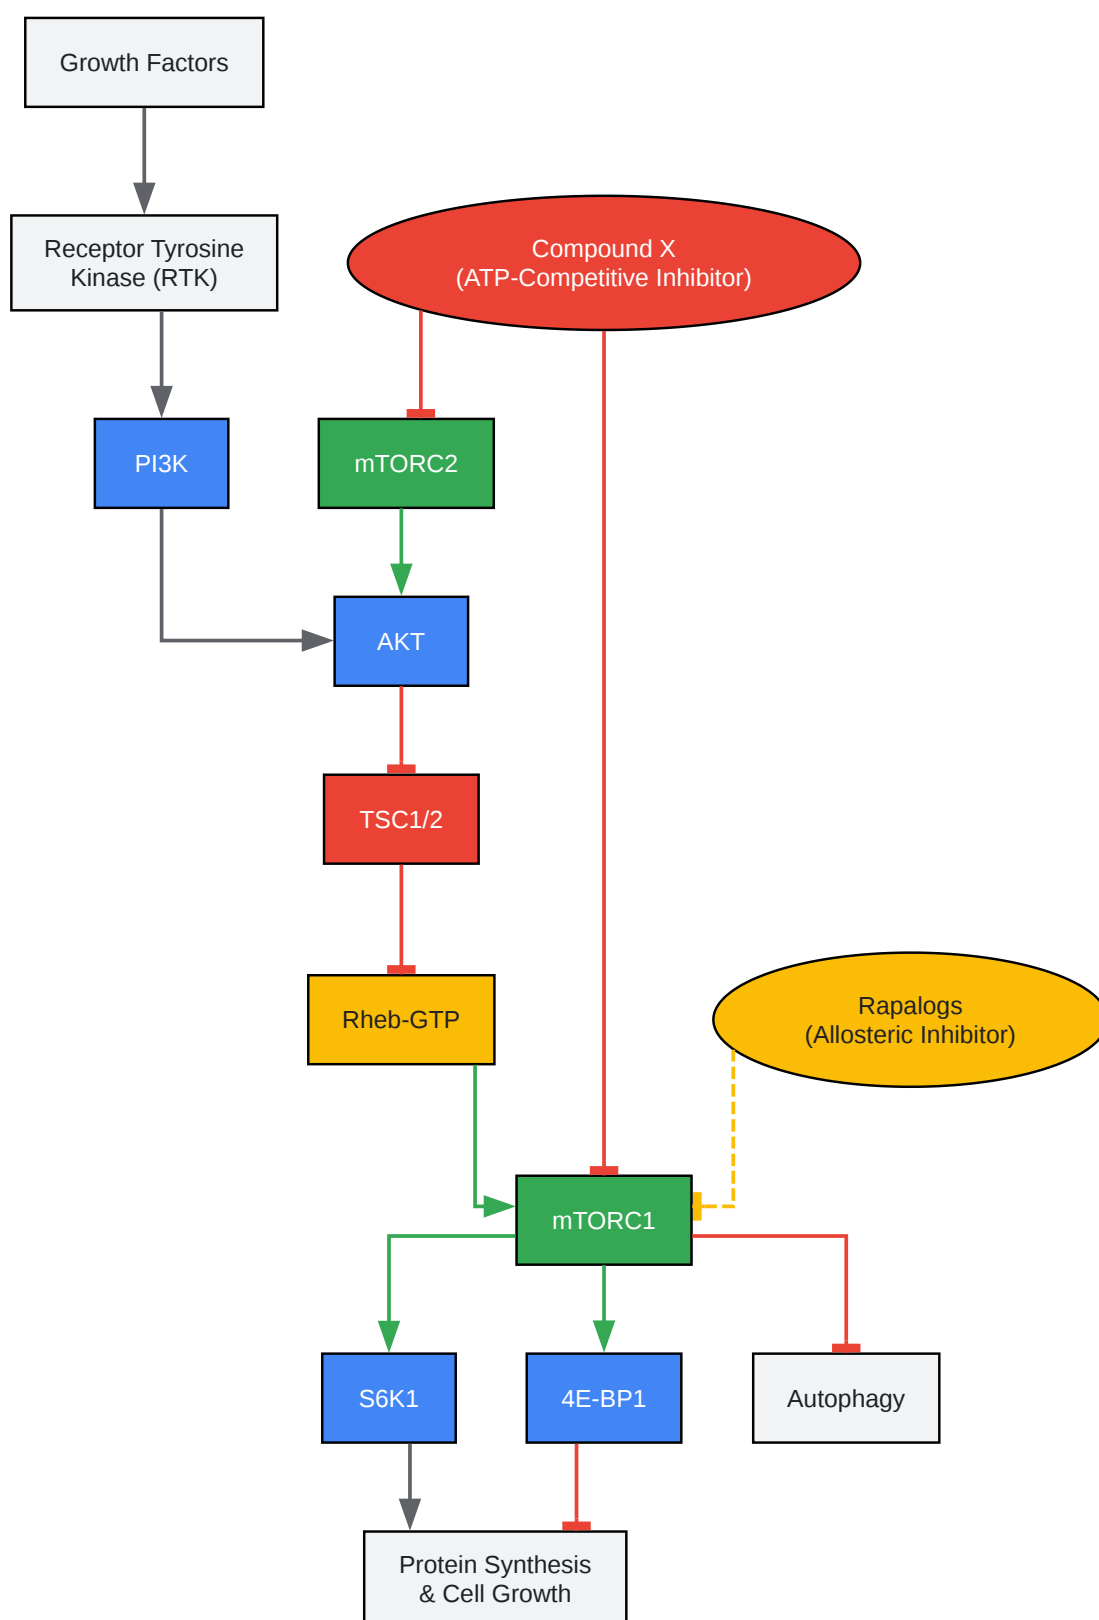 Growth Factors
Receptor Tyrosine
Kinase (RTK)
Compound X
(ATP-Competitive Inhibitor)
PI3K
mTORC2
AKT
TSC1/2
Rheb-GTP
Rapalogs
(Allosteric Inhibitor)
mTORC1
S6K1
4E-BP1
Autophagy
Protein Synthesis
& Cell Growth